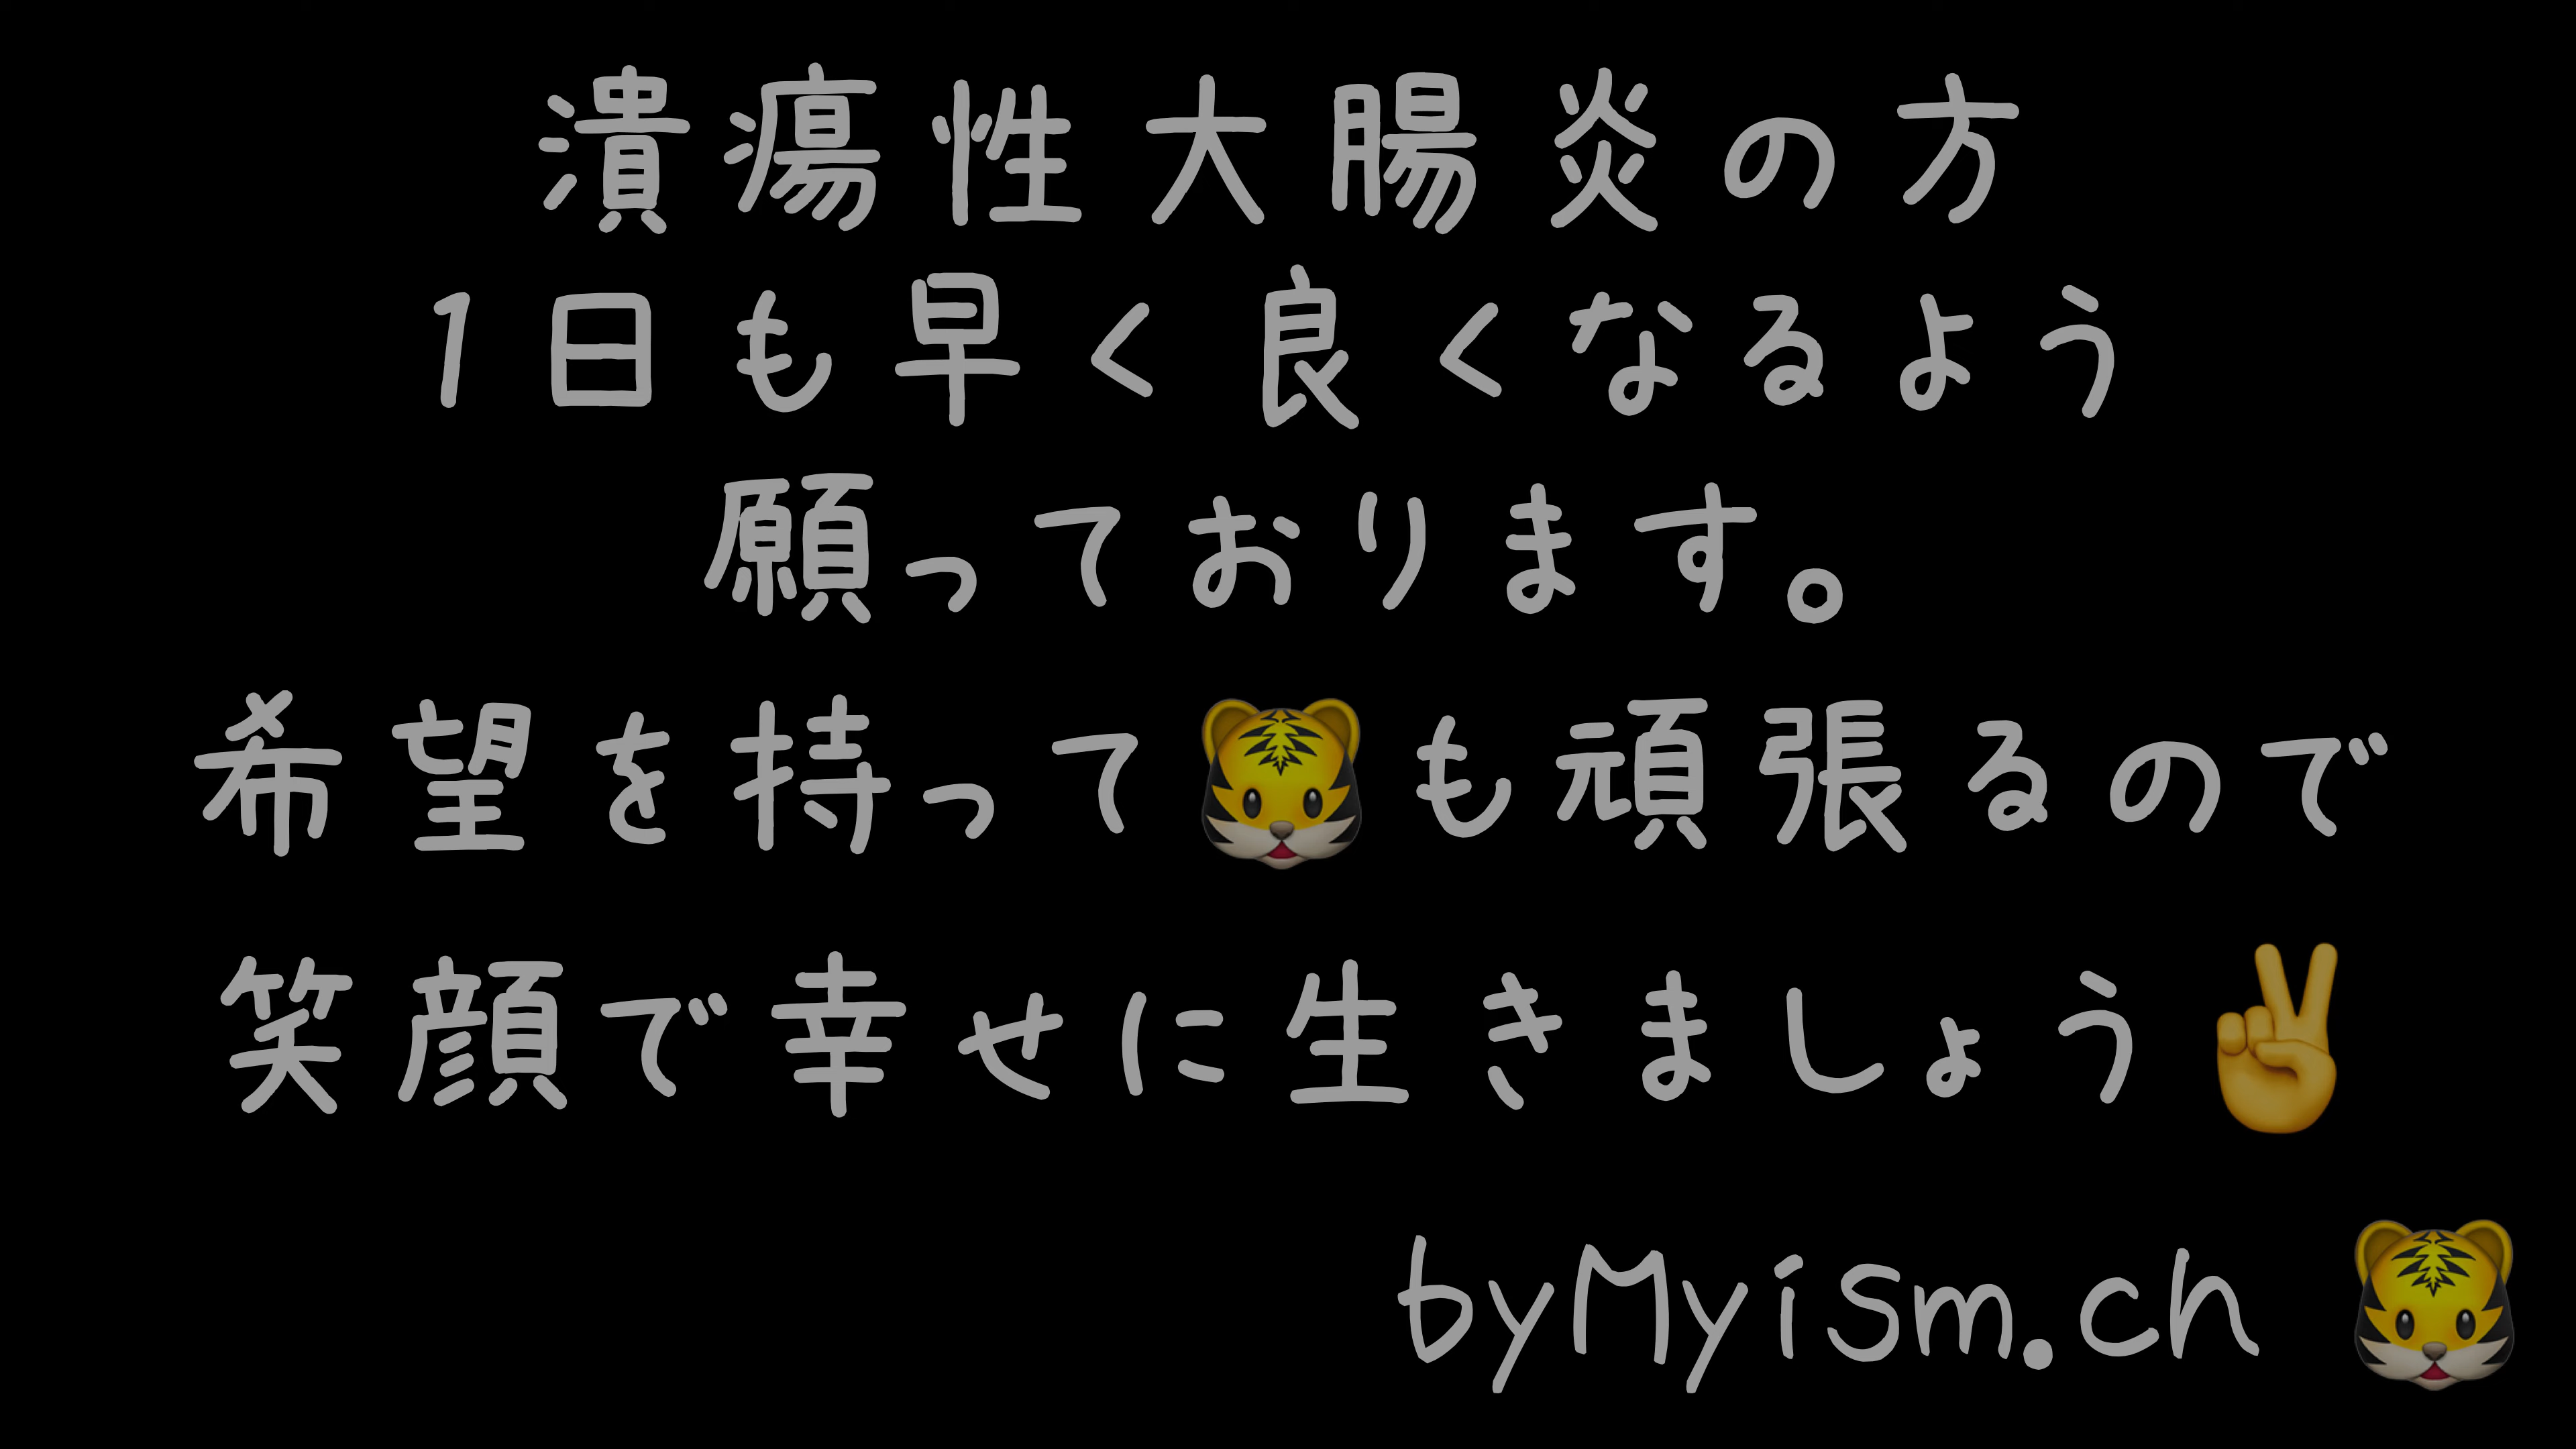 潰瘍性大腸炎の方
1日も早く良くなるよう
願っております。
希望を持って🐯も頑張るので
笑顔で幸せに生きましょう✌️
byMyism.ch 🐯